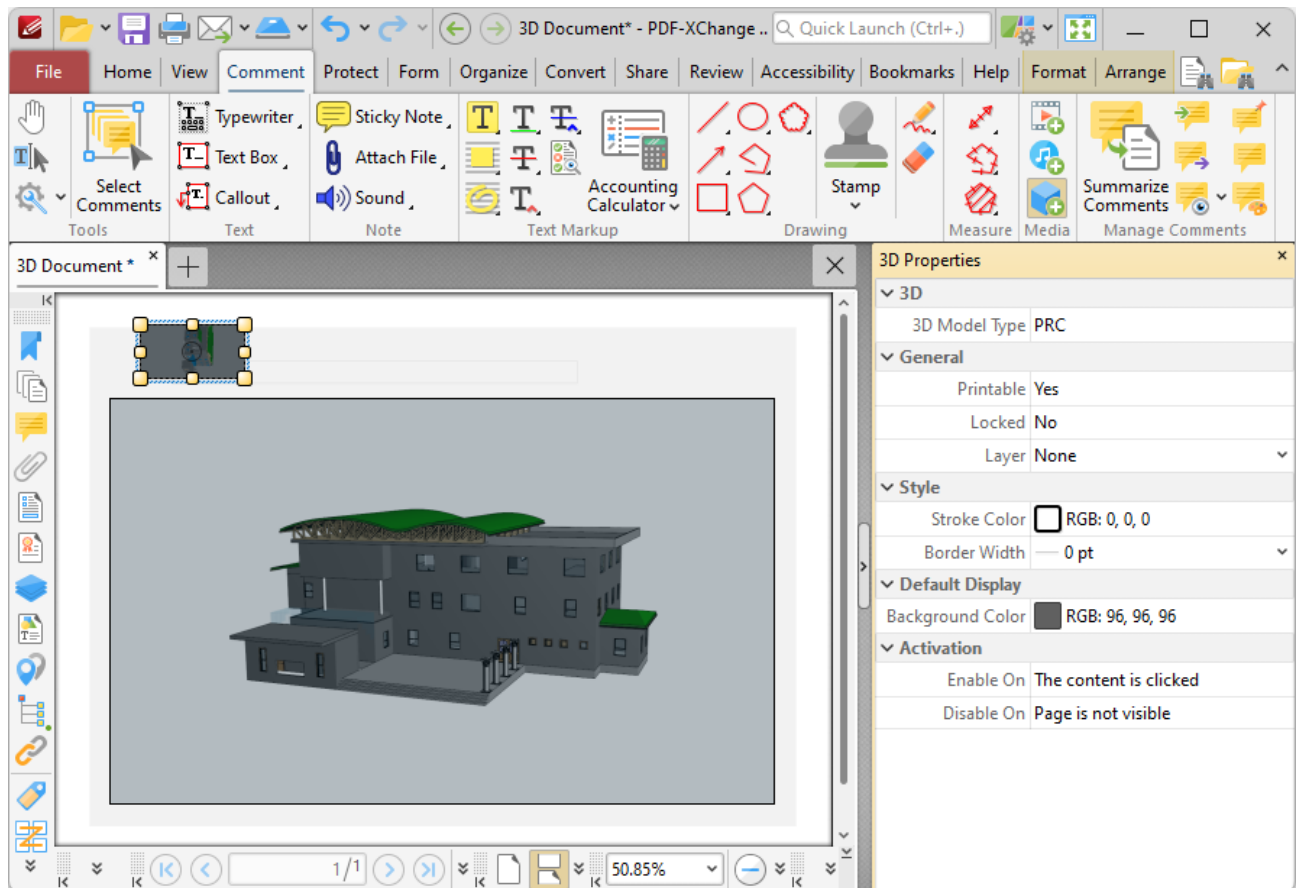 3D Document* - PDF-XChange ..
Quick Launch (Ctrl+.)
File Home View Comment Protect Form Organize Convert Share Review Accessibility Bookmarks Help Format Arrange
Typewriter
Text Box
Callout
Sticky Note
Attach File
Sound
Select
Comments
Accounting
Calculator
Stamp
Summarize
Comments
Tools Text Note Text Markup Drawing Measure Media Manage Comments
3D Document *
3D Properties
3D
3D Model Type PRC
General
Printable Yes
Locked No
Layer None
Style
Stroke Color RGB: 0, 0, 0
Border Width 0 pt
Default Display
Background Color RGB: 96, 96, 96
Activation
Enable On The content is clicked
Disable On Page is not visible
1/1
50.85%